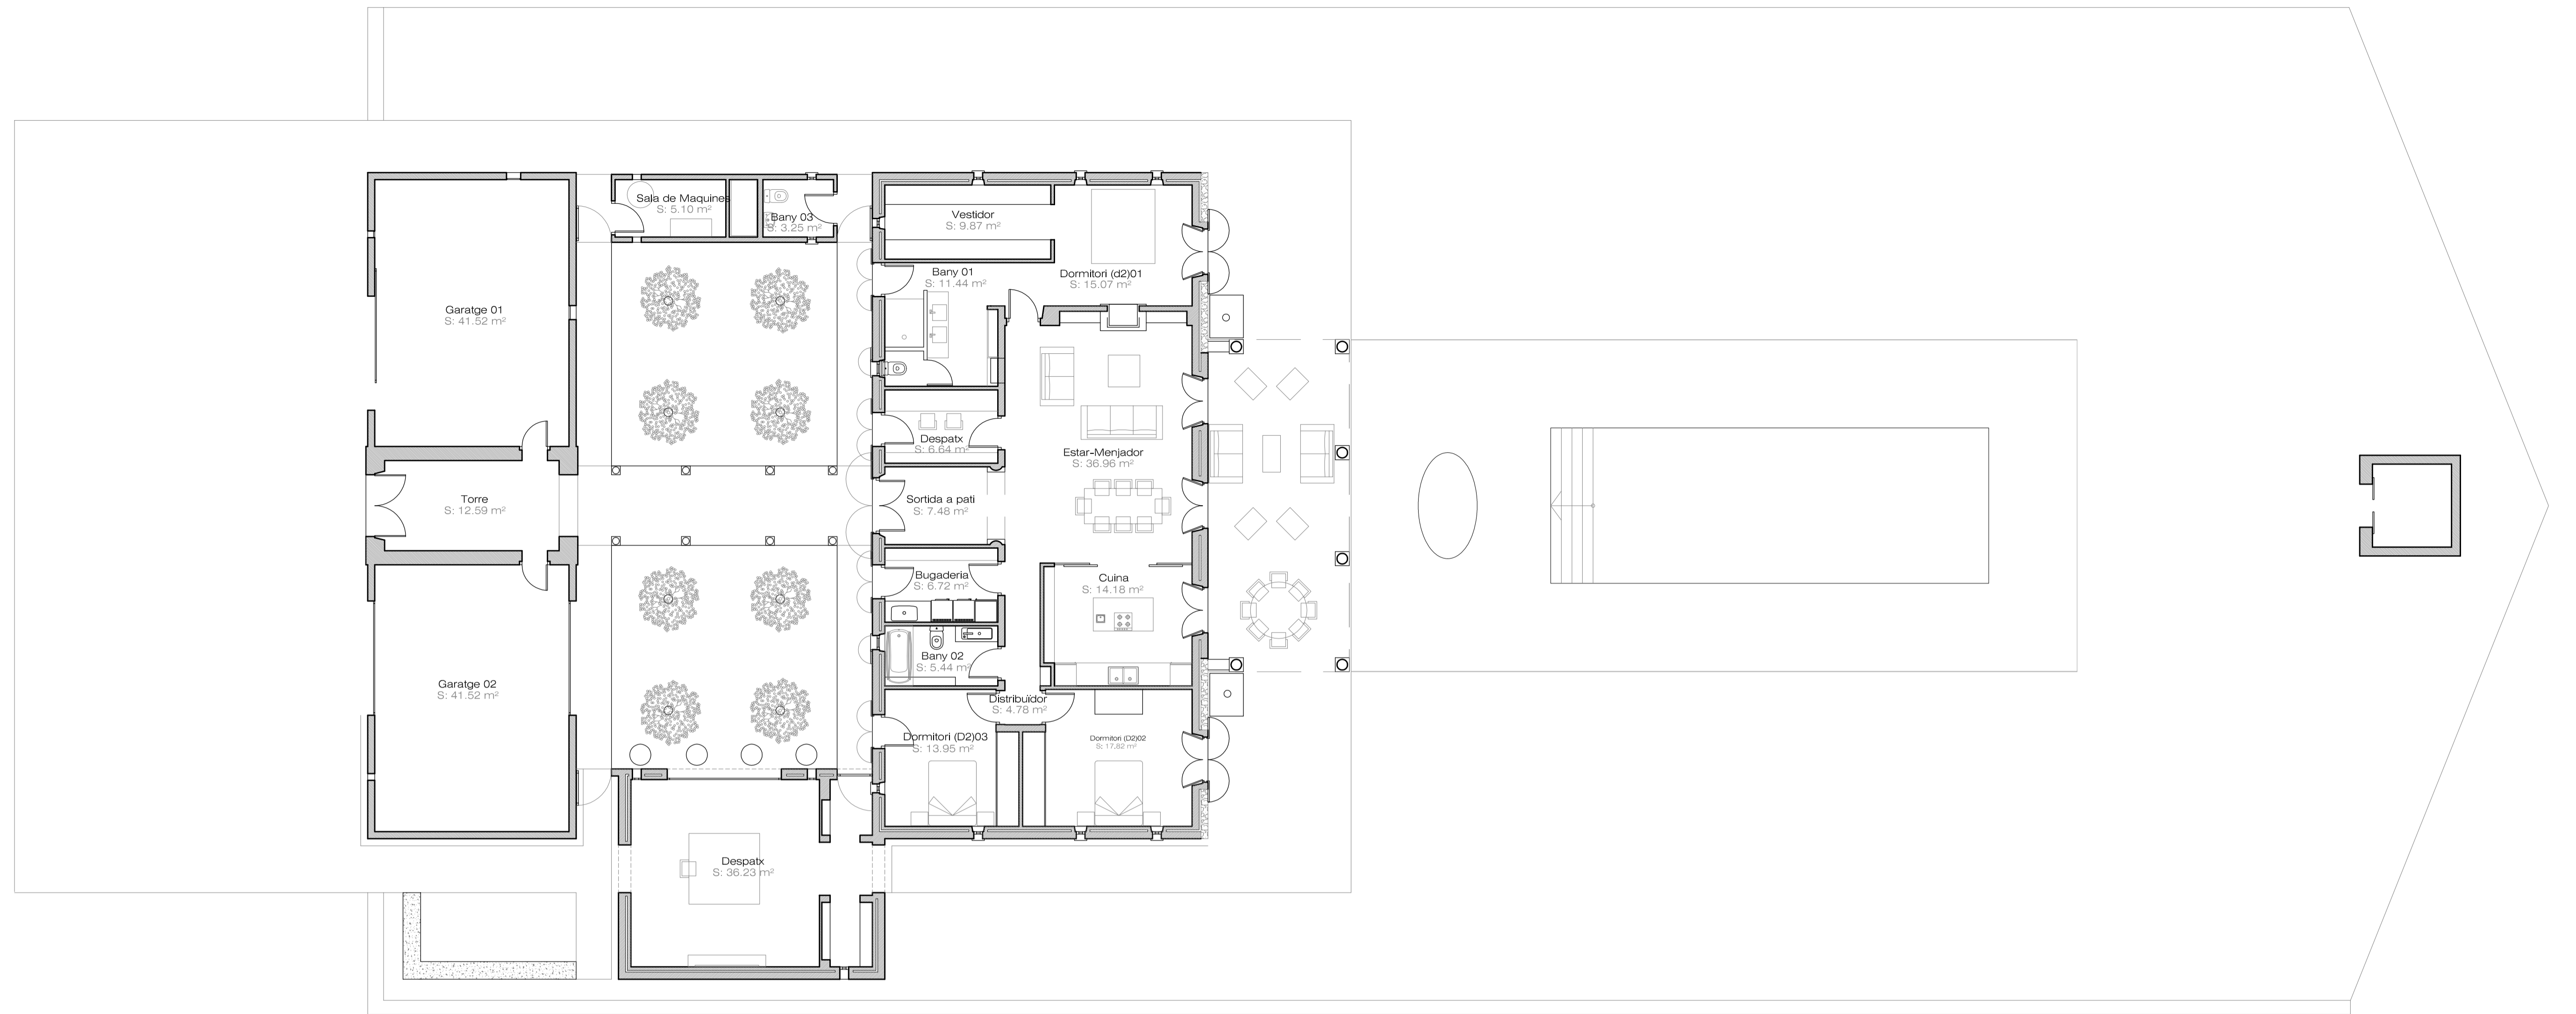 Sala de Maquines
S: 5.10 m²
Bany 03
S: 3.25 m²
Vestidor
S: 9.87 m²
Bany 01
S: 11.44 m²
Dormitori (d2)01
S: 15.07 m²
Garatge 01
S: 41.52 m²
Despatx
S: 6.64 m²
Estar-Menjador
S: 36.96 m²
Torre
S: 12.59 m²
Sortida a pati
S: 7.48 m²
Bugaderia
S: 6.72 m²
Cuina
S: 14.18 m²
Bany 02
S: 5.44 m²
Garatge 02
S: 41.52 m²
Distribuïdor
S: 4.78 m²
Dormitori (D2)03
S: 13.95 m²
Dormitori (D2)02
S: 17.82 m²
Despatx
S: 36.23 m²